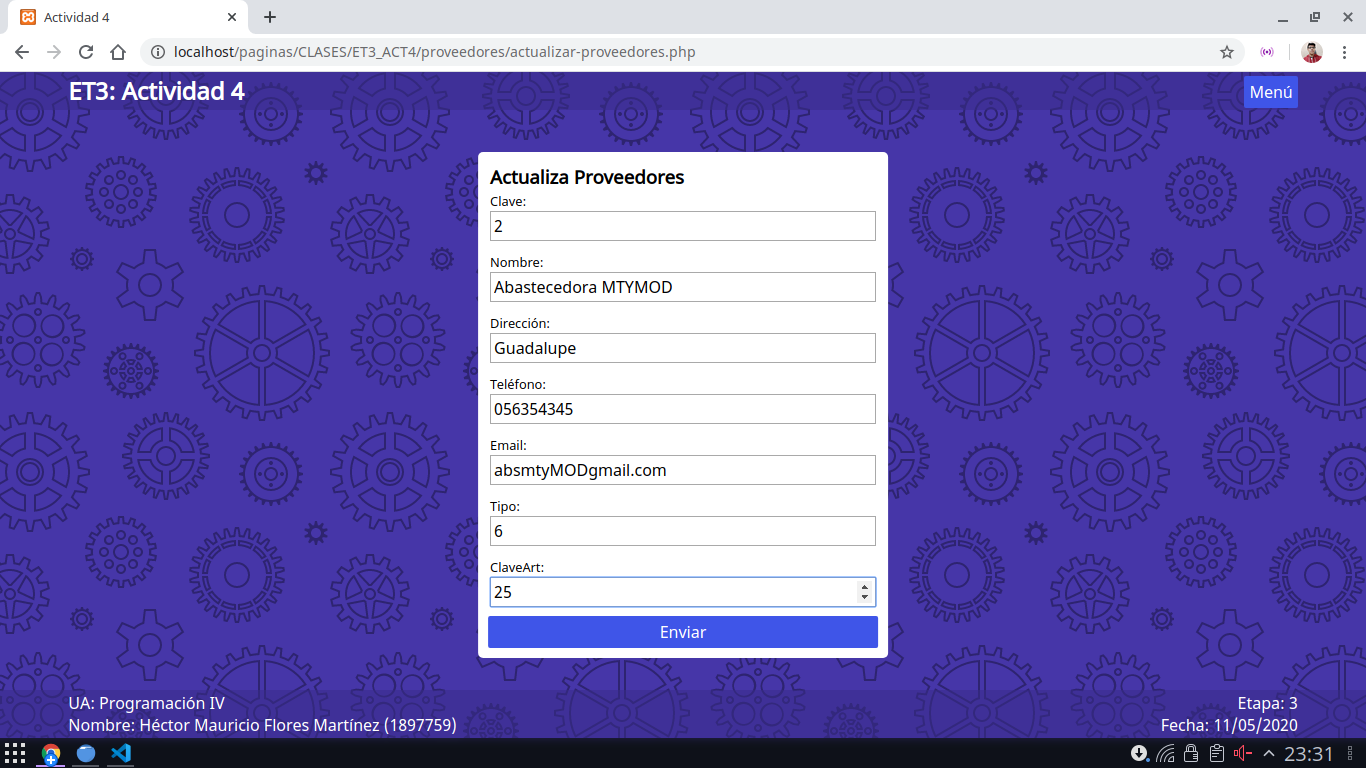 Actividad 4
localhost/paginas/CLASES/ET3_ACT4/proveedores/actualizar-proveedores.php
ET3: Actividad 4
Menú
Actualiza Proveedores
Clave:
2
Nombre:
Abastecedora MTYMOD
Dirección:
Guadalupe
Teléfono:
056354345
Email:
absmtyMODgmail.com
Tipo:
6
ClaveArt:
25
Enviar
UA: Programación IV
Nombre: Héctor Mauricio Flores Martínez (1897759)
Etapa: 3
Fecha: 11/05/2020
23:31